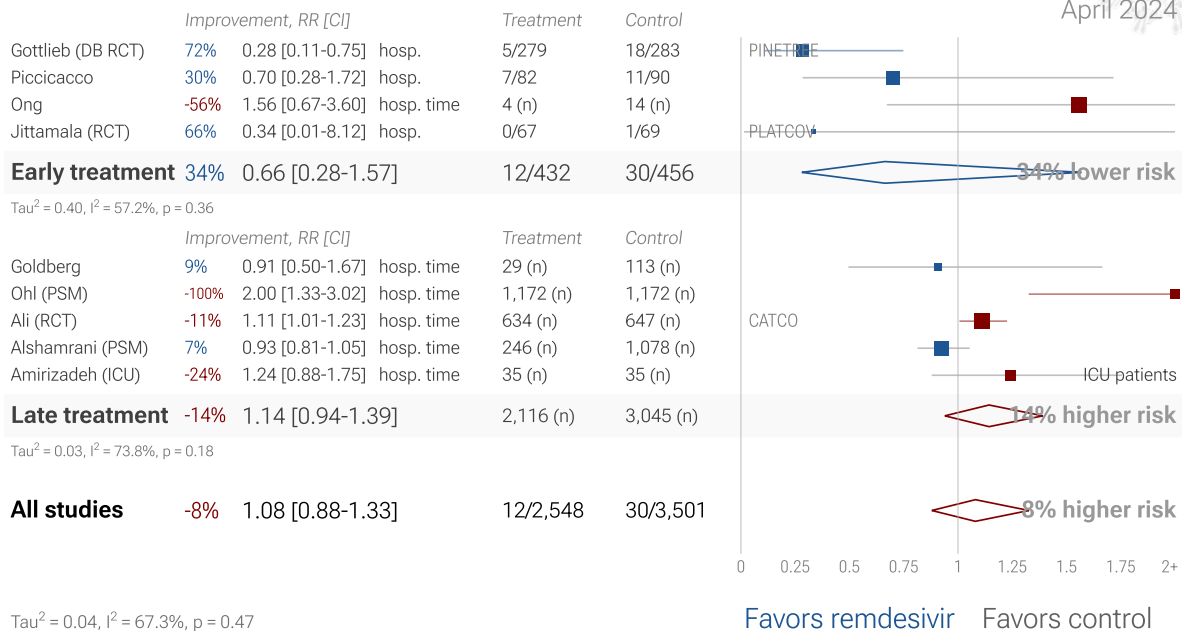 April 2024
Improvement, RR [CI] Treatment Control
Gottlieb (DB RCT) 72% 0.28 [0.11-0.75] hosp. 5/279 18/283 PINETREE
Piccicacco 30% 0.70 [0.28-1.72] hosp. 7/82 11/90
Ong -56% 1.56 [0.67-3.60] hosp. time 4 (n) 14 (n)
Jittamala (RCT) 66% 0.34 [0.01-8.12] hosp. 0/67 1/69 PLATCOV
Early treatment 34% 0.66 [0.28-1.57] 12/432 30/456 34% lower risk
Tau² = 0.40, I² = 57.2%, p = 0.36
Improvement, RR [CI] Treatment Control
Goldberg 9% 0.91 [0.50-1.67] hosp. time 29 (n) 113 (n)
Ohl (PSM) -100% 2.00 [1.33-3.02] hosp. time 1,172 (n) 1,172 (n)
Ali (RCT) -11% 1.11 [1.01-1.23] hosp. time 634 (n) 647 (n) CATCO
Alshamrani (PSM) 7% 0.93 [0.81-1.05] hosp. time 246 (n) 1,078 (n)
Amirizadeh (ICU) -24% 1.24 [0.88-1.75] hosp. time 35 (n) 35 (n) ICU patients
Late treatment -14% 1.14 [0.94-1.39] 2,116 (n) 3,045 (n) 14% higher risk
Tau² = 0.03, I² = 73.8%, p = 0.18
All studies -8% 1.08 [0.88-1.33] 12/2,548 30/3,501 8% higher risk
0 0.25 0.5 0.75 1 1.25 1.5 1.75 2+
Tau² = 0.04, I² = 67.3%, p = 0.47 Favors remdesivir Favors control